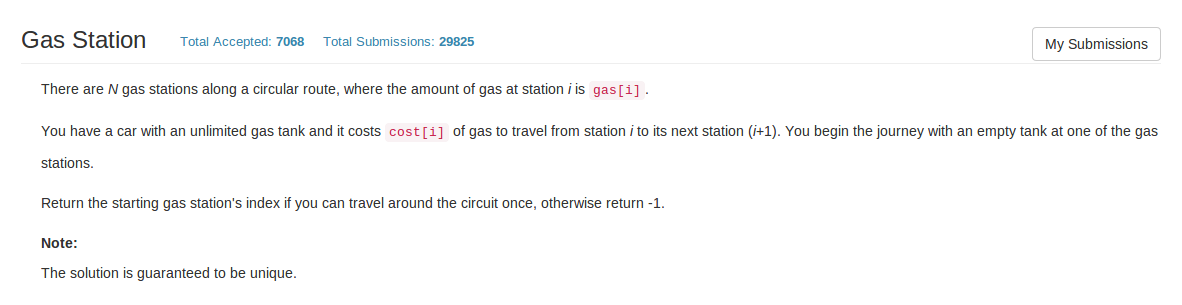 Gas Station Total Accepted: 7068 Total Submissions: 29825 My Submissions
There are N gas stations along a circular route, where the amount of gas at station i is gas[i].
You have a car with an unlimited gas tank and it costs cost[i] of gas to travel from station i to its next station (i+1). You begin the journey with an empty tank at one of the gas
stations.
Return the starting gas station's index if you can travel around the circuit once, otherwise return -1.
Note:
The solution is guaranteed to be unique.